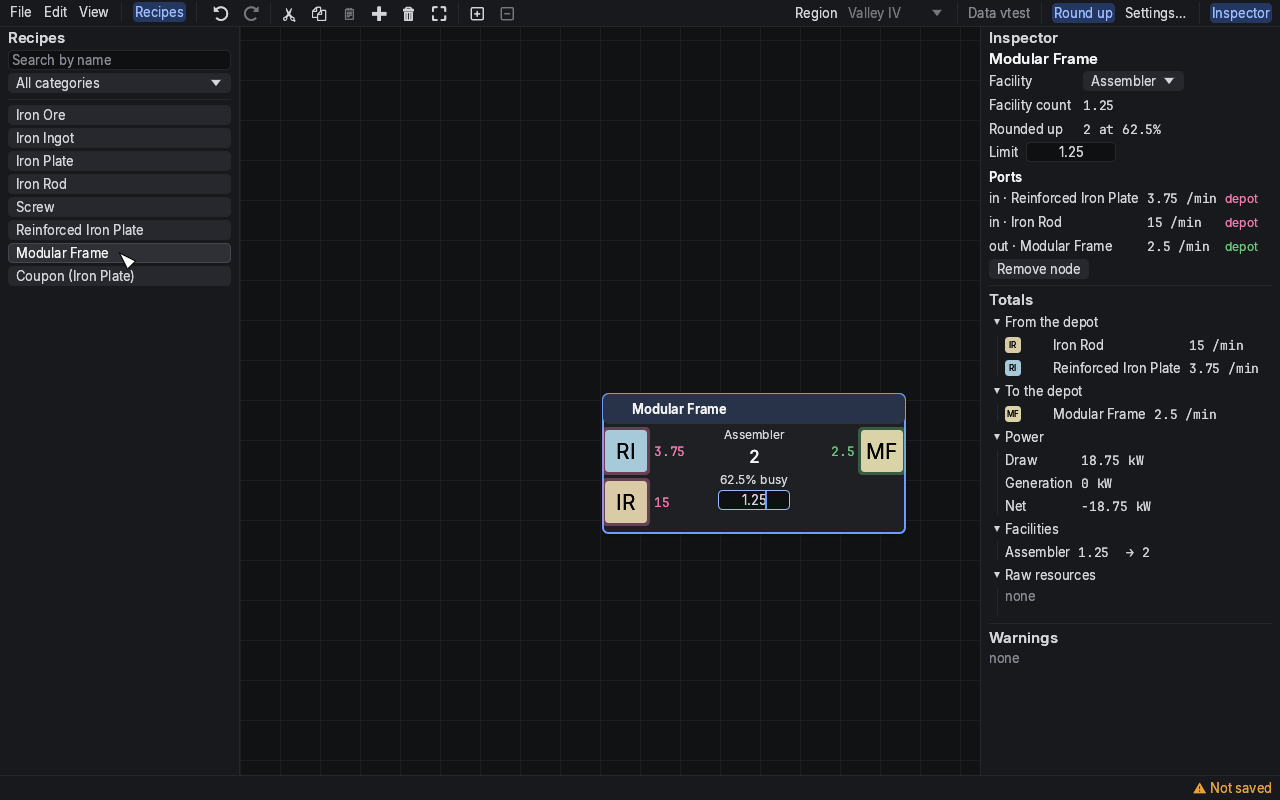 File Edit View Recipes Region Valley IV Data vtest Round up Settings... Inspector
Recipes
Search by name
All categories
Iron Ore
Iron Ingot
Iron Plate
Iron Rod
Screw
Reinforced Iron Plate
Modular Frame
Coupon (Iron Plate)
Modular Frame
Assembler
RI 3.75 2 2.5 MF
62.5% busy
IR 15 1.25
Inspector
Modular Frame
Facility Assembler
Facility count 1.25
Rounded up 2 at 62.5%
Limit 1.25
Ports
in · Reinforced Iron Plate 3.75 /min depot
in · Iron Rod 15 /min depot
out · Modular Frame 2.5 /min depot
Remove node
Totals
From the depot
IR Iron Rod 15 /min
RI Reinforced Iron Plate 3.75 /min
To the depot
MF Modular Frame 2.5 /min
Power
Draw 18.75 kW
Generation 0 kW
Net -18.75 kW
Facilities
Assembler 1.25 → 2
Raw resources
none
Warnings
none
Not saved